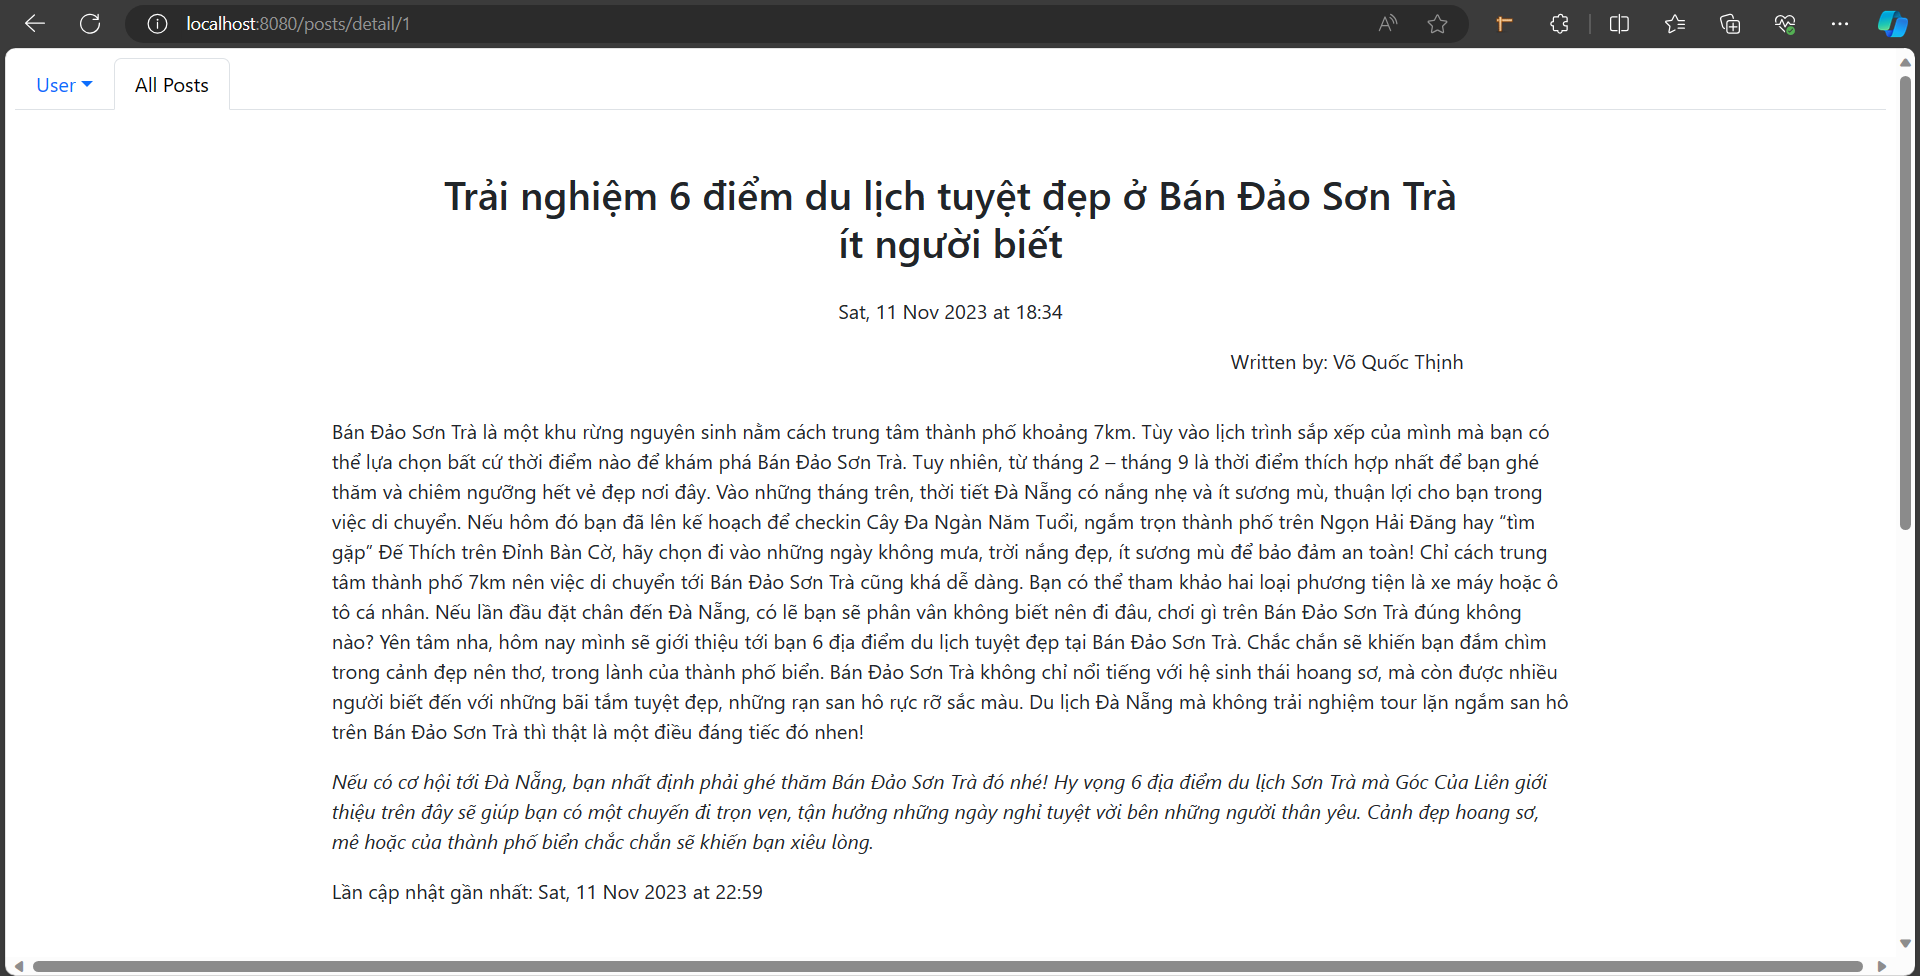 localhost:8080/posts/detail/1
User
All Posts
Trải nghiệm 6 điểm du lịch tuyệt đẹp ở Bán Đảo Sơn Trà
ít người biết
Sat, 11 Nov 2023 at 18:34
Written by: Võ Quốc Thịnh
Bán Đảo Sơn Trà là một khu rừng nguyên sinh nằm cách trung tâm thành phố khoảng 7km. Tùy vào lịch trình sắp xếp của mình mà bạn có
thể lựa chọn bất cứ thời điểm nào để khám phá Bán Đảo Sơn Trà. Tuy nhiên, từ tháng 2 – tháng 9 là thời điểm thích hợp nhất để bạn ghé
thăm và chiêm ngưỡng hết vẻ đẹp nơi đây. Vào những tháng trên, thời tiết Đà Nẵng có nắng nhẹ và ít sương mù, thuận lợi cho bạn trong
việc di chuyển. Nếu hôm đó bạn đã lên kế hoạch để checkin Cây Đa Ngàn Năm Tuổi, ngắm trọn thành phố trên Ngọn Hải Đăng hay “tìm
gặp” Đế Thích trên Đỉnh Bàn Cờ, hãy chọn đi vào những ngày không mưa, trời nắng đẹp, ít sương mù để bảo đảm an toàn! Chỉ cách trung
tâm thành phố 7km nên việc di chuyển tới Bán Đảo Sơn Trà cũng khá dễ dàng. Bạn có thể tham khảo hai loại phương tiện là xe máy hoặc ô
tô cá nhân. Nếu lần đầu đặt chân đến Đà Nẵng, có lẽ bạn sẽ phân vân không biết nên đi đâu, chơi gì trên Bán Đảo Sơn Trà đúng không
nào? Yên tâm nha, hôm nay mình sẽ giới thiệu tới bạn 6 địa điểm du lịch tuyệt đẹp tại Bán Đảo Sơn Trà. Chắc chắn sẽ khiến bạn đắm chìm
trong cảnh đẹp nên thơ, trong lành của thành phố biển. Bán Đảo Sơn Trà không chỉ nổi tiếng với hệ sinh thái hoang sơ, mà còn được nhiều
người biết đến với những bãi tắm tuyệt đẹp, những rạn san hô rực rỡ sắc màu. Du lịch Đà Nẵng mà không trải nghiệm tour lặn ngắm san hô
trên Bán Đảo Sơn Trà thì thật là một điều đáng tiếc đó nhen!
Nếu có cơ hội tới Đà Nẵng, bạn nhất định phải ghé thăm Bán Đảo Sơn Trà đó nhé! Hy vọng 6 địa điểm du lịch Sơn Trà mà Góc Của Liên giới
thiệu trên đây sẽ giúp bạn có một chuyến đi trọn vẹn, tận hưởng những ngày nghỉ tuyệt vời bên những người thân yêu. Cảnh đẹp hoang sơ,
mê hoặc của thành phố biển chắc chắn sẽ khiến bạn xiêu lòng.
Lần cập nhật gần nhất: Sat, 11 Nov 2023 at 22:59